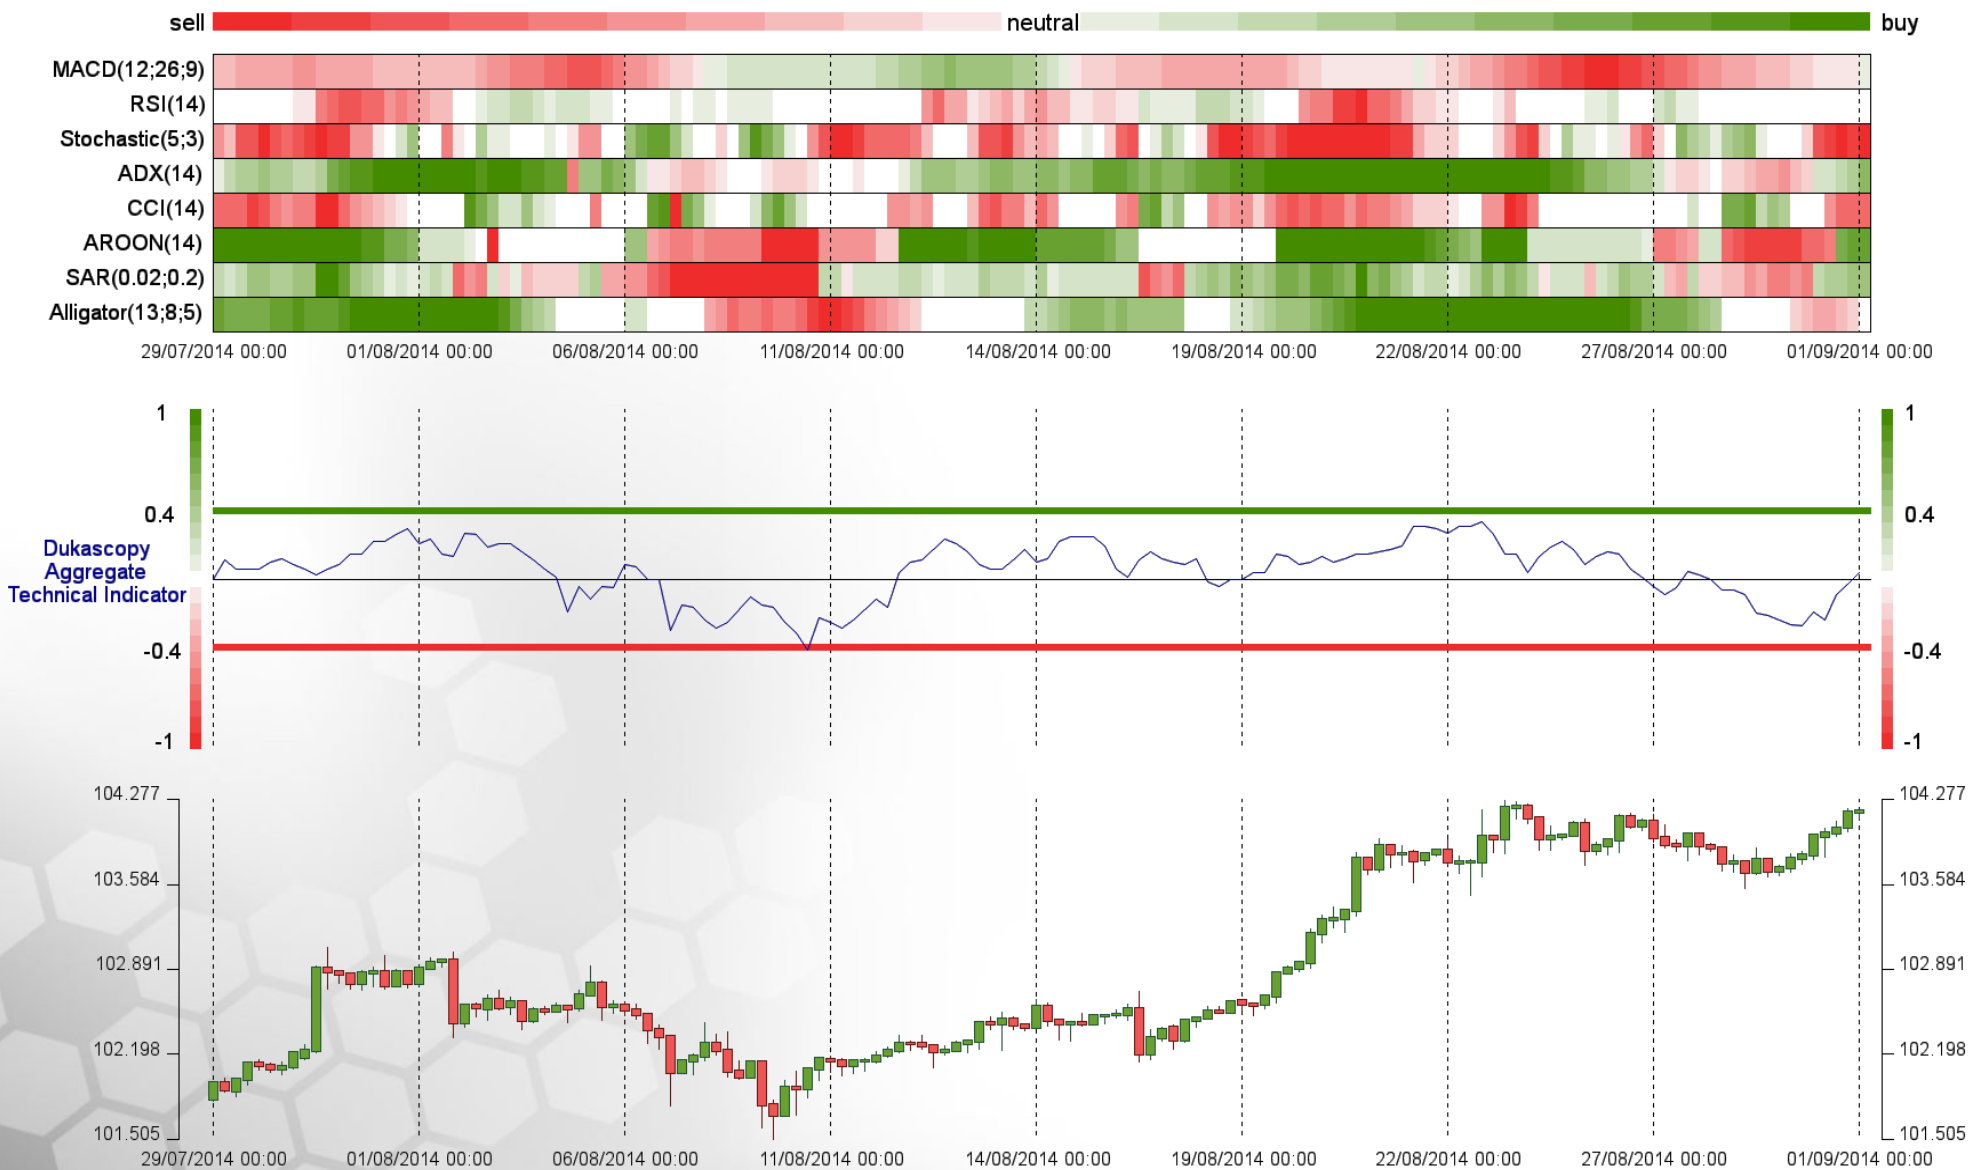 sell neutral buy
MACD(12;26;9)
RSI(14)
Stochastic(5;3)
ADX(14)
CCI(14)
AROON(14)
SAR(0.02;0.2)
Alligator(13;8;5)
29/07/2014 00:00 01/08/2014 00:00 06/08/2014 00:00 11/08/2014 00:00 14/08/2014 00:00 19/08/2014 00:00 22/08/2014 00:00 27/08/2014 00:00 01/09/2014 00:00
1 1
0.4 0.4
Dukascopy
Aggregate
Technical Indicator
-0.4 -0.4
-1 -1
104.277 104.277
103.584 103.584
102.891 102.891
102.198 102.198
101.505 101.505
29/07/2014 00:00 01/08/2014 00:00 06/08/2014 00:00 11/08/2014 00:00 14/08/2014 00:00 19/08/2014 00:00 22/08/2014 00:00 27/08/2014 00:00 01/09/2014 00:00